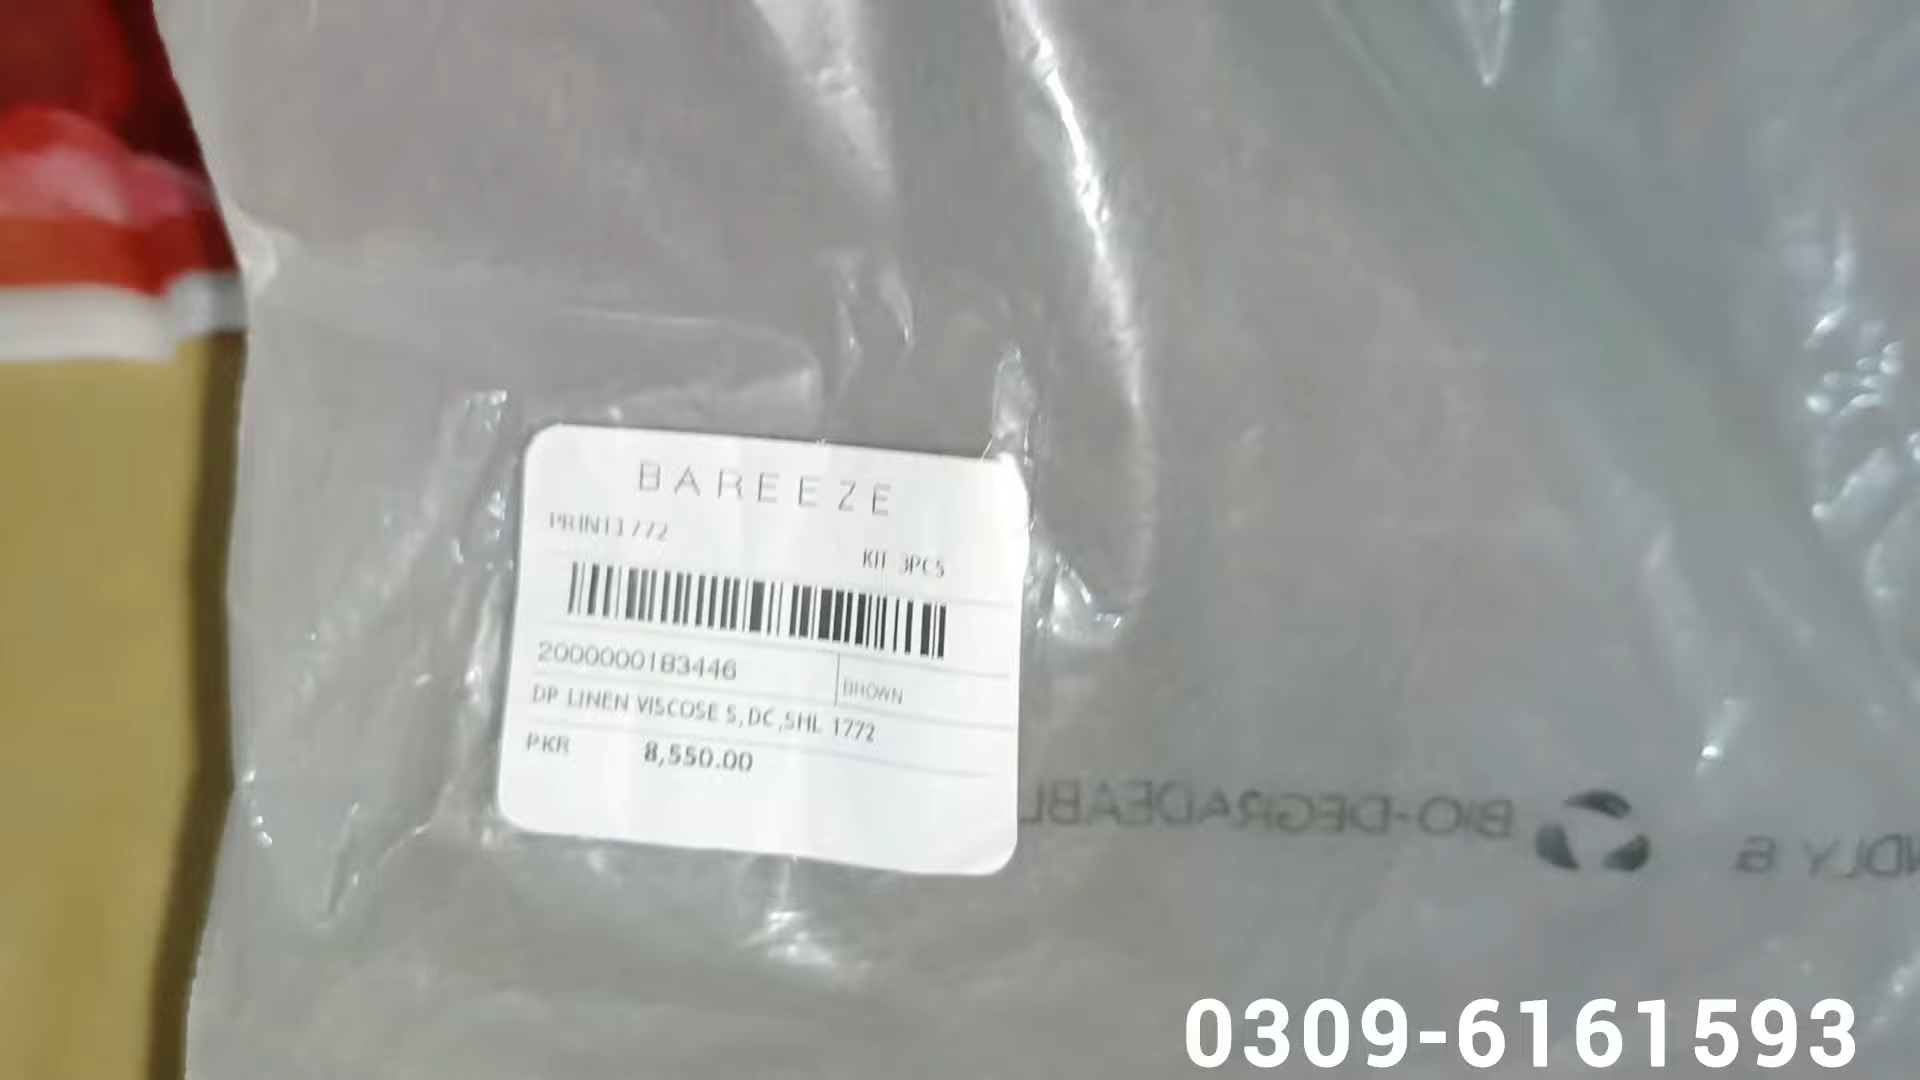 BAREEZE
PRINT1772
KIT 3PCS
2000000183446
BROWN
DP LINEN VISCOSE S,DC,SHL 1772
PKR 8,550.00
BIO-DEGRADEABL
NDLY &
0309-6161593